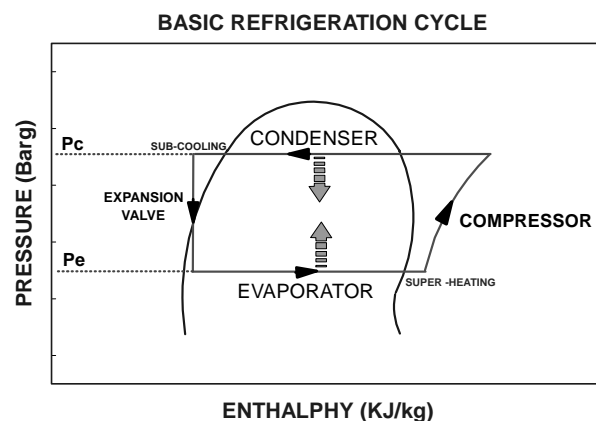 BASIC REFRIGERATION CYCLE
PRESSURE (Barg)
Pc
SUB-COOLING
CONDENSER
EXPANSION
VALVE
COMPRESSOR
Pe
EVAPORATOR
SUPER -HEATING
ENTHALPHY (KJ/kg)